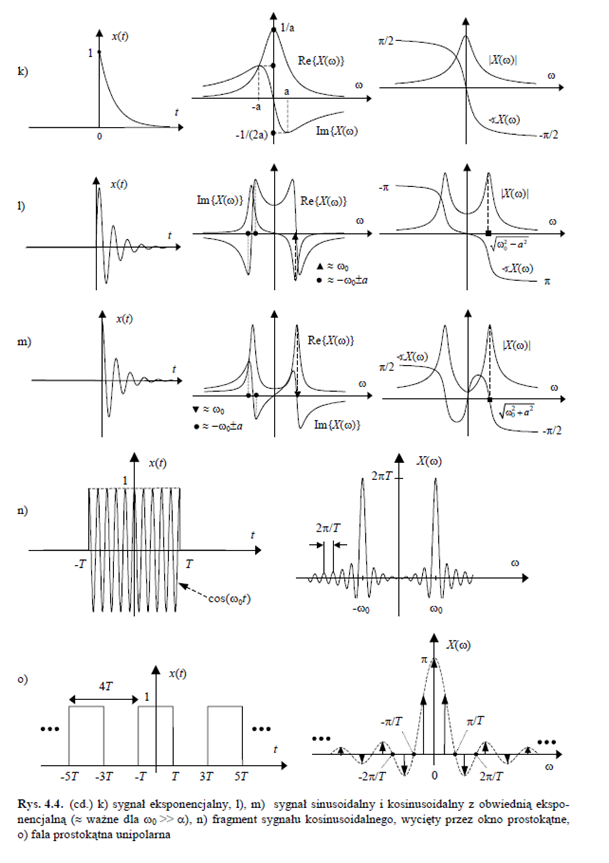 k)
x(t)
1
t
0
1/a
Re{X(ω)}
ω
-a
a
-1/(2a)
Im{X(ω)
π/2
|X(ω)|
ω
∢X(ω)
-π/2
l)
x(t)
t
Im{X(ω)}
Re{X(ω)}
ω
▲ ≈ ω0
● ≈ −ω0±a
-π
|X(ω)|
ω
√ω0²−a²
∢X(ω)
π
m)
x(t)
t
Re{X(ω)}
ω
▼ ≈ ω0
● ≈ −ω0±a
Im{X(ω)}
∢X(ω)
π/2
|X(ω)|
ω
√ω0²+a²
-π/2
n)
x(t)
1
t
-T
T
cos(ω0t)
X(ω)
2πT
2π/T
ω
-ω0
ω0
o)
4T
1
x(t)
t
-5T -3T -T T 3T 5T
X(ω)
π
-π/T
π/T
-2π/T
0
2π/T
ω
Rys. 4.4. (cd.) k) sygnał eksponencjalny, l), m) sygnał sinusoidalny i kosinusoidalny z obwiednią ekspo-
nencjalną (≈ ważne dla ω0 >> α), n) fragment sygnału kosinusoidalnego, wycięty przez okno prostokątne,
o) fala prostokątna unipolarna